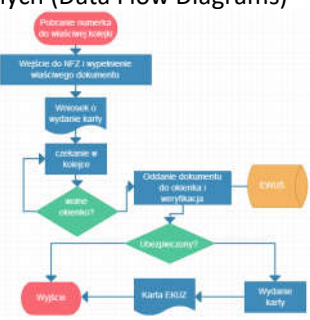 nych (Data Flow Diagrams)
Pobranie numerka
do właściwej kolejki
Wejście do NFZ i wypełnienie
właściwego dokumentu
Wniosek o
wydanie karty
czekanie w
kolejce
wolne
okienko?
Oddanie dokumentu
do okienka i
weryfikacja
EWUŚ
Ubezpieczony?
Wyjście
Karta EKUZ
Wydanie
karty